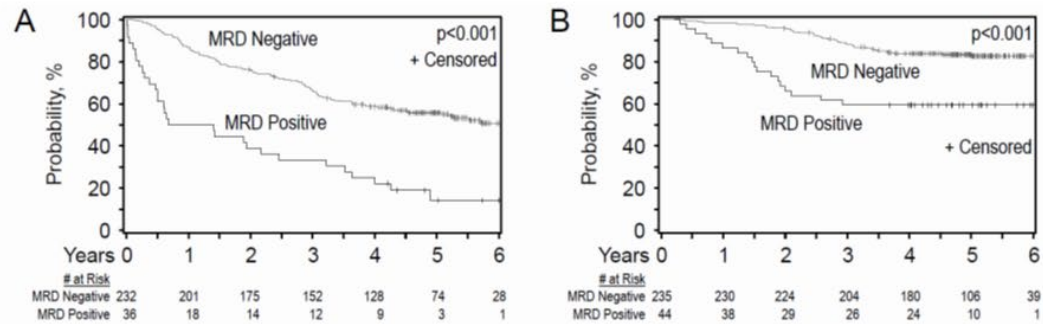 A
100
80
60
40
20
0
Probability, %
MRD Negative
p<0.001
+ Censored
MRD Positive
Years 0 1 2 3 4 5 6
# at Risk
MRD Negative 232 201 175 152 128 74 28
MRD Positive 36 18 14 12 9 3 1
B
100
80
60
40
20
0
Probability, %
p<0.001
MRD Negative
MRD Positive
+ Censored
Years 0 1 2 3 4 5 6
# at Risk
MRD Negative 235 230 224 204 180 106 39
MRD Positive 44 38 29 26 24 10 1